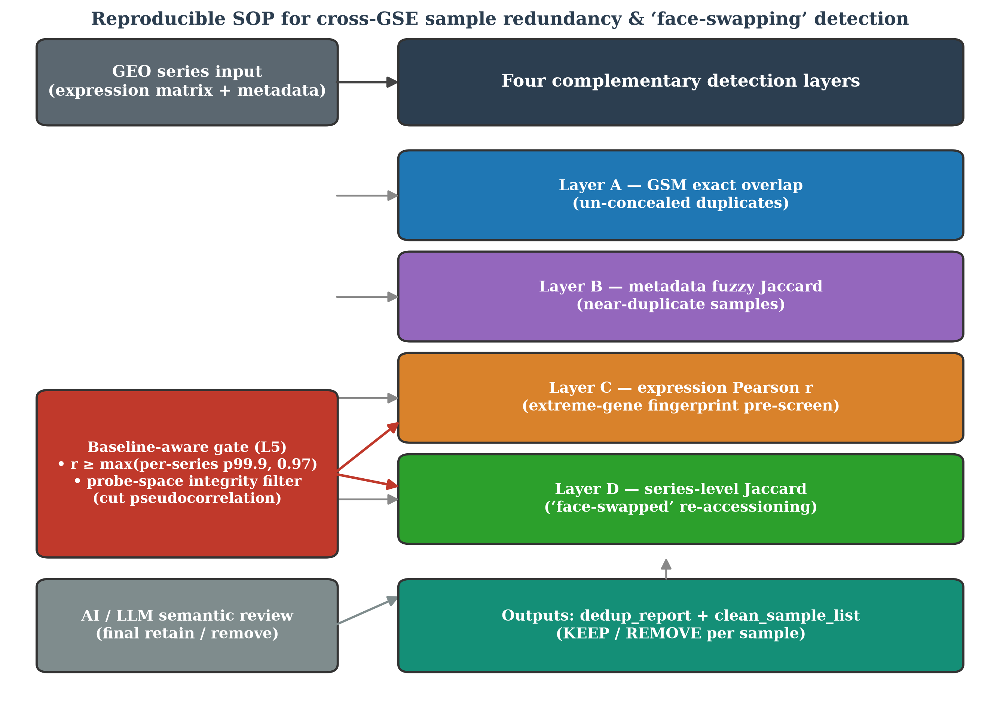 Reproducible SOP for cross-GSE sample redundancy & ‘face-swapping’ detection
GEO series input
(expression matrix + metadata)
Four complementary detection layers
Layer A — GSM exact overlap
(un-concealed duplicates)
Layer B — metadata fuzzy Jaccard
(near-duplicate samples)
Layer C — expression Pearson r
(extreme-gene fingerprint pre-screen)
Baseline-aware gate (L5)
• r ≥ max(per-series p99.9, 0.97)
• probe-space integrity filter
(cut pseudocorrelation)
Layer D — series-level Jaccard
(‘face-swapped’ re-accessioning)
AI / LLM semantic review
(final retain / remove)
Outputs: dedup_report + clean_sample_list
(KEEP / REMOVE per sample)